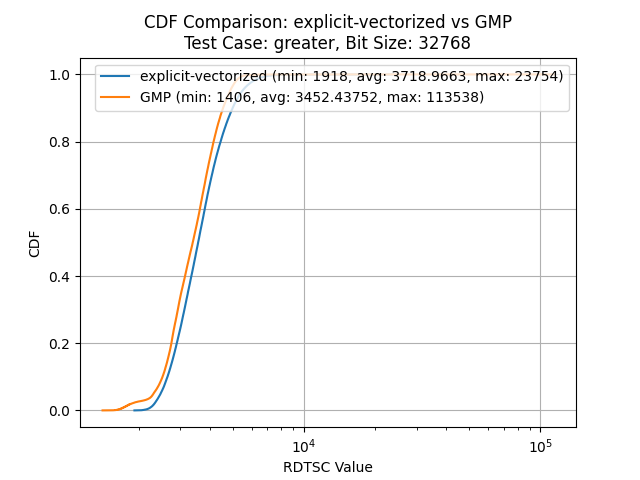 CDF Comparison: explicit-vectorized vs GMP
Test Case: greater, Bit Size: 32768
explicit-vectorized (min: 1918, avg: 3718.9663, max: 23754)
GMP (min: 1406, avg: 3452.43752, max: 113538)
1.0
0.8
0.6
0.4
0.2
0.0
CDF
10⁴
10⁵
RDTSC Value